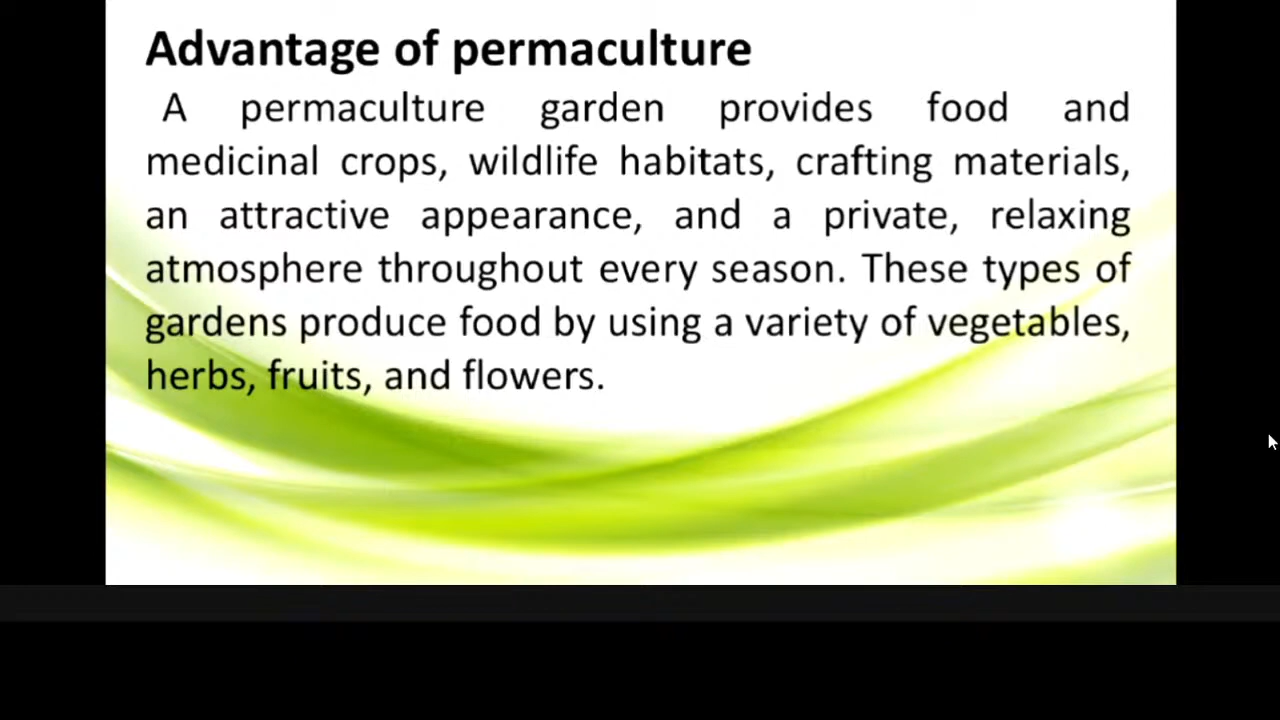 Advantage of permaculture
A permaculture garden provides food and
medicinal crops, wildlife habitats, crafting materials,
an attractive appearance, and a private, relaxing
atmosphere throughout every season. These types of
gardens produce food by using a variety of vegetables,
herbs, fruits, and flowers.